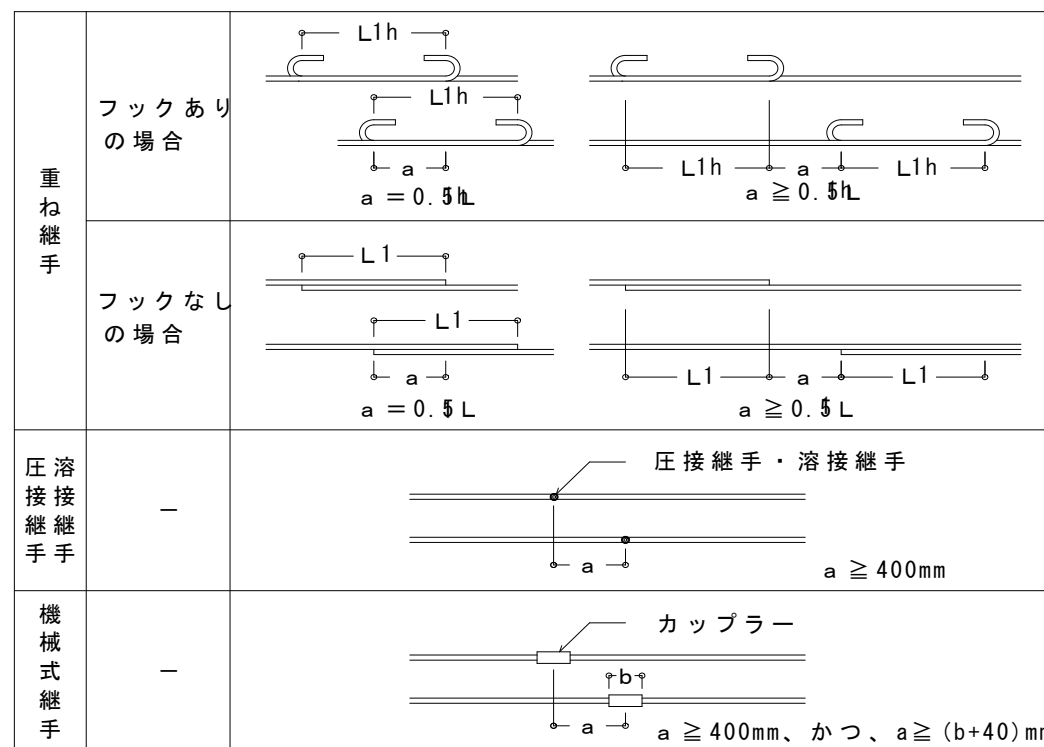 重ね継手
フックあり
の場合
L1h
L1h
a
a＝0.5L1h
L1h a L1h
a≧0.5L1h
フックなし
の場合
L1
L1
a
a＝0.5L1
L1 a L1
a≧0.5L1
圧接継手
溶接継手
－
圧接継手・溶接継手
a
a≧400mm
機械式継手
－
カップラー
b
a
a≧400mm、かつ、a≧(b+40)mm